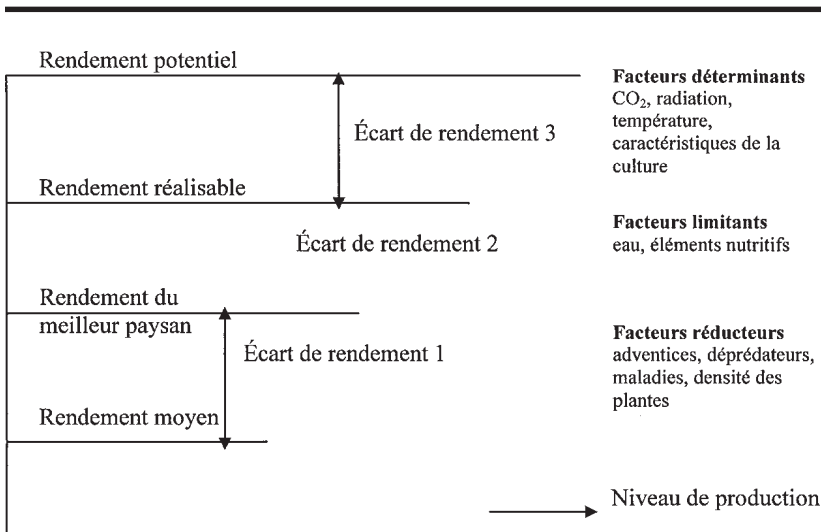 Rendement potentiel
Écart de rendement 3
Rendement réalisable
Écart de rendement 2
Rendement du
meilleur paysan
Écart de rendement 1
Rendement moyen
Facteurs déterminants
CO₂, radiation,
température,
caractéristiques de la
culture
Facteurs limitants
eau, éléments nutritifs
Facteurs réducteurs
adventices, déprédateurs,
maladies, densité des
plantes
Niveau de production